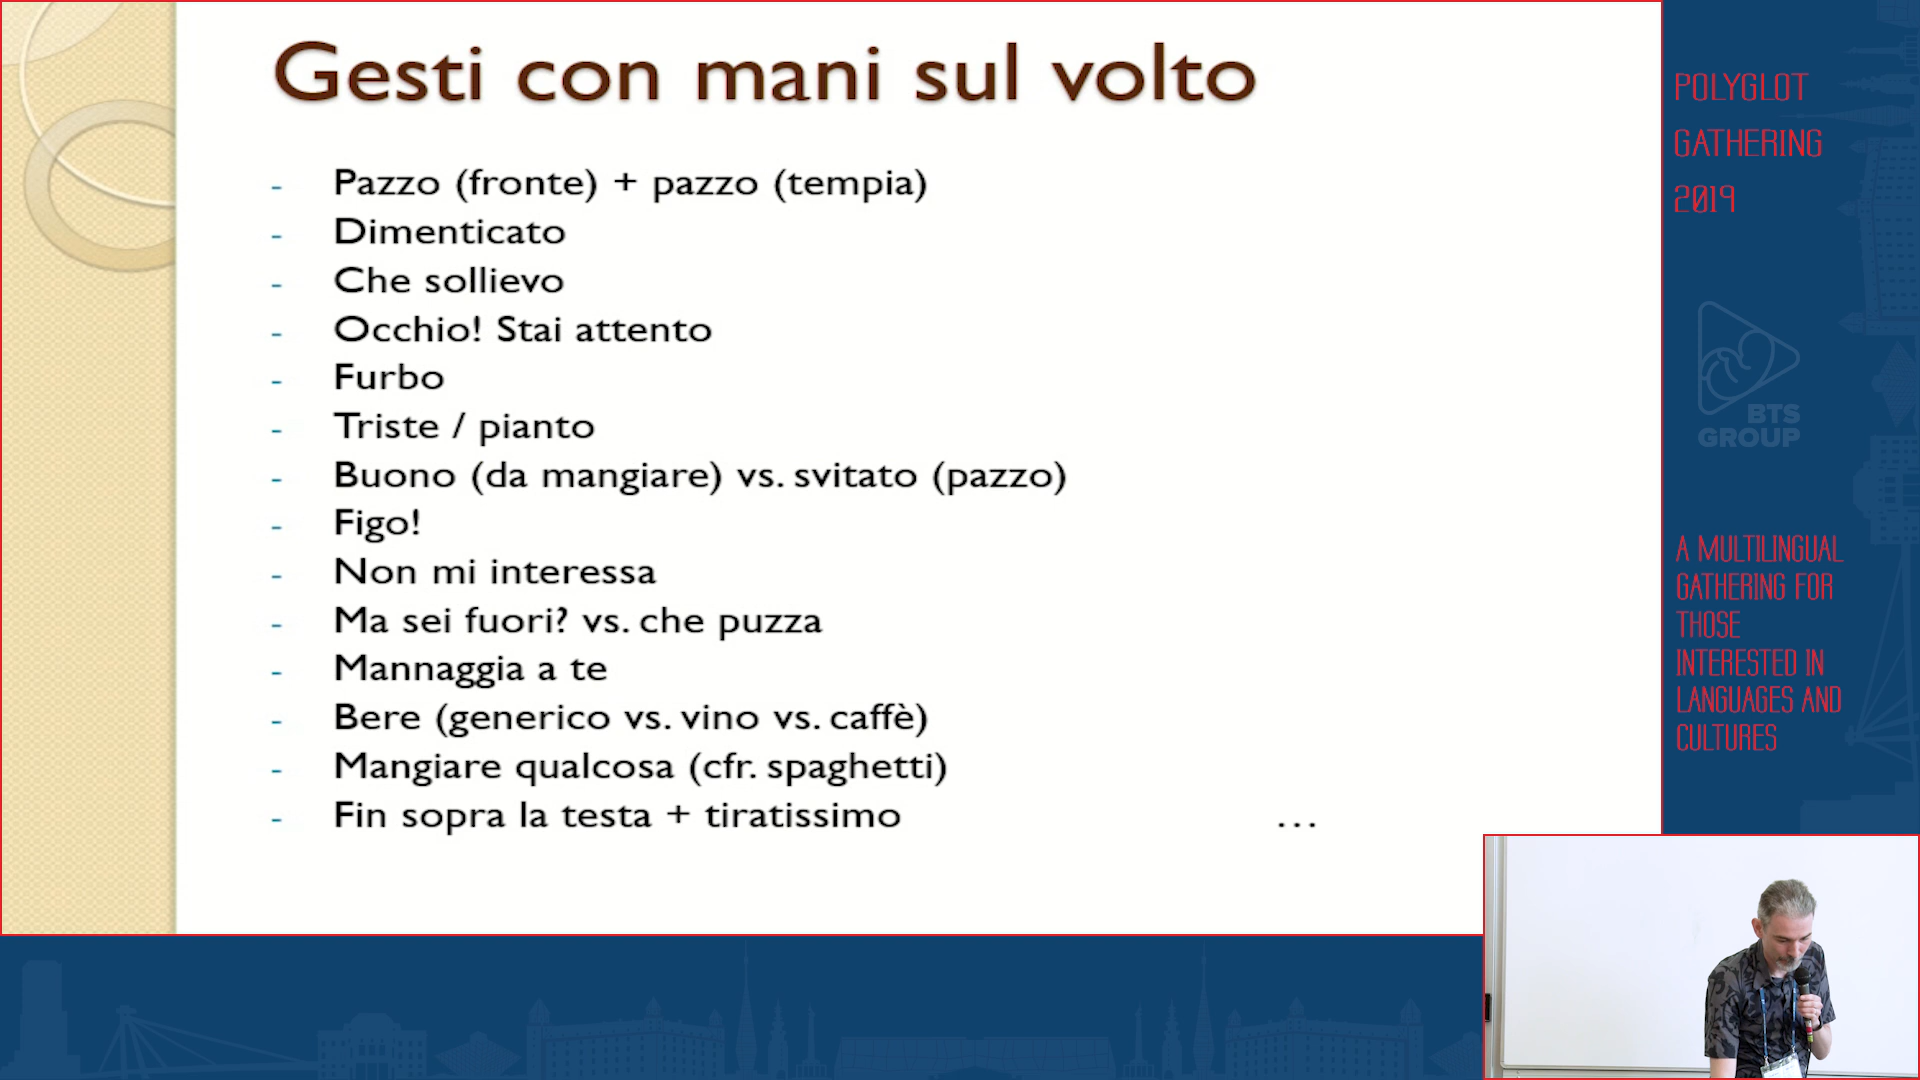 Gesti con mani sul volto
- Pazzo (fronte) + pazzo (tempia)
- Dimenticato
- Che sollievo
- Occhio! Stai attento
- Furbo
- Triste / pianto
- Buono (da mangiare) vs. svitato (pazzo)
- Figo!
- Non mi interessa
- Ma sei fuori? vs. che puzza
- Mannaggia a te
- Bere (generico vs. vino vs. caffè)
- Mangiare qualcosa (cfr. spaghetti)
- Fin sopra la testa + tiratissimo ...
POLYGLOT
GATHERING
2019
BTS
GROUP
A MULTILINGUAL
GATHERING FOR
THOSE
INTERESTED IN
LANGUAGES AND
CULTURES